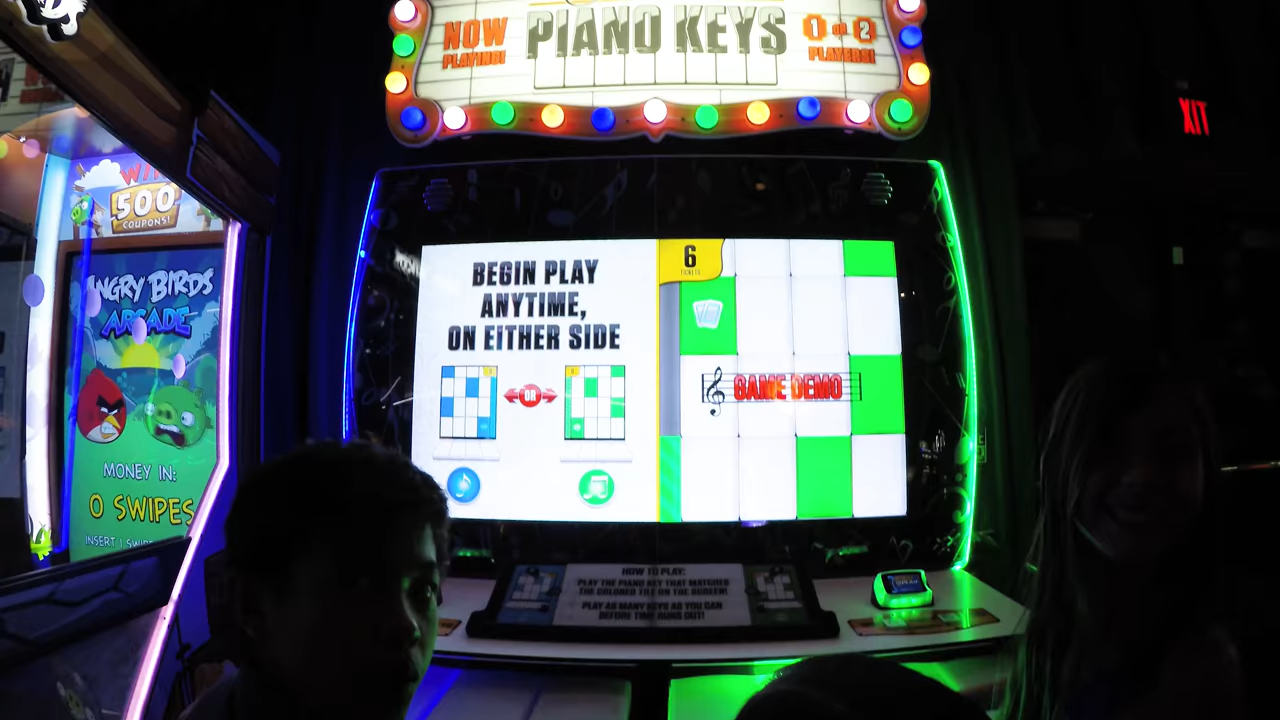 NOW
PLAYING!
PIANO KEYS
1 or 2
PLAYERS!
XIT
WIN
500
COUPONS!
ANGRY BIRDS
ARCADE
MONEY IN:
0 SWIPES
BEGIN PLAY
ANYTIME,
ON EITHER SIDE
OR
6
TICKETS
GAME DEMO
HOW TO PLAY:
PLAY THE PIANO KEY THAT MATCHES
THE COLORED TILE ON THE SCREEN!
PLAY AS MANY KEYS AS YOU CAN
BEFORE TIME RUNS OUT!